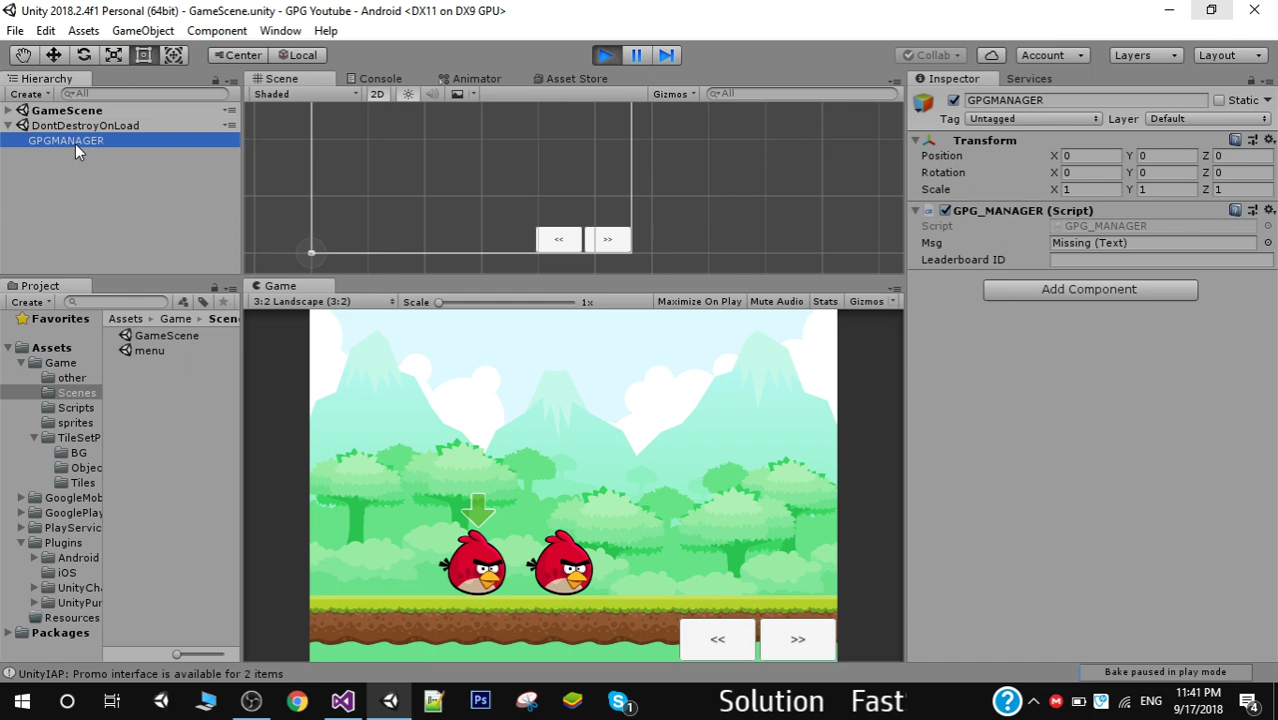 Unity 2018.2.4f1 Personal (64bit) - GameScene.unity - GPG Youtube - Android <DX11 on DX9 GPU>
File Edit Assets GameObject Component Window Help
Center Local Collab Account Layers Layout
Hierarchy Scene Console Animator Asset Store Inspector Services
Create All Shaded 2D Gizmos All GPGMANAGER Static
GameScene
DontDestroyOnLoad Tag Untagged Layer Default
GPGMANAGER Transform
Position X 0 Y 0 Z 0
Rotation X 0 Y 0 Z 0
Scale X 1 Y 1 Z 1
GPG_MANAGER (Script)
Script GPG_MANAGER
<< >> Msg Missing (Text)
Leaderboard ID
Project Game Add Component
Create 3:2 Landscape (3:2) Scale 1x Maximize On Play Mute Audio Stats Gizmos
Favorites Assets Game Scen
GameScene
Assets menu
Game
other
Scenes
Scripts
sprites
TileSetP
BG
Objec
Tiles
GoogleMob
GooglePlay
PlayServic
Plugins
Android
iOS
UnityCha
UnityPur
Resources
Packages
<< >>
UnityIAP: Promo interface is available for 2 items Bake paused in play mode
Solution Fast ENG 11:41 PM
9/17/2018
1 4